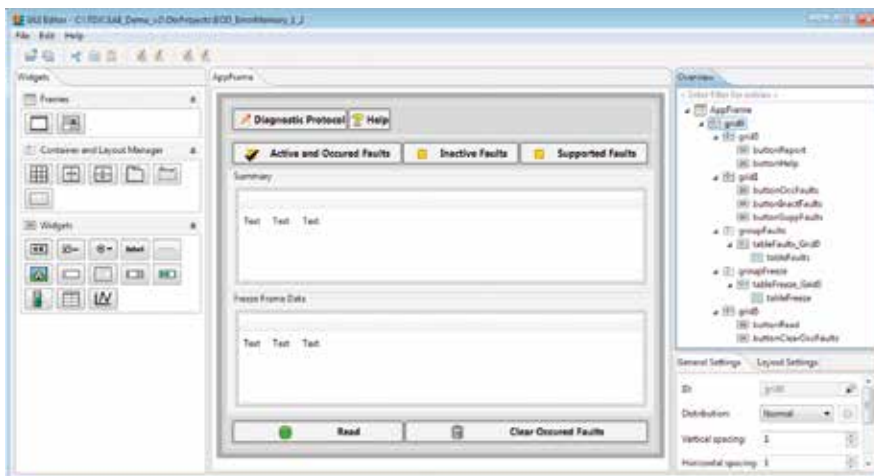 GUI Editor - C:\
File Edit Help
Widgets
AppFrame
Overview
Frames
Container and Layout Manager
Widgets
label
Diagnostic Protocol
Help
Active and Occured Faults
Inactive Faults
Supported Faults
Summary
Text Text Text
Freeze Frame Data
Text Text Text
Read
Clear Occured Faults
AppFrame
grid0
grid0
buttonReport
buttonHelp
buttonOccFaults
buttonInactFaults
buttonSuppFaults
groupFaults
tableFaults_Grid0
tableFaults
groupFreeze
tableFreeze_Grid0
tableFreeze
grid0
buttonRead
buttonClearOccFaults
General Settings
Layout Settings
ID:
grid0
Distribution:
Normal
Vertical spacing:
Horizontal spacing: